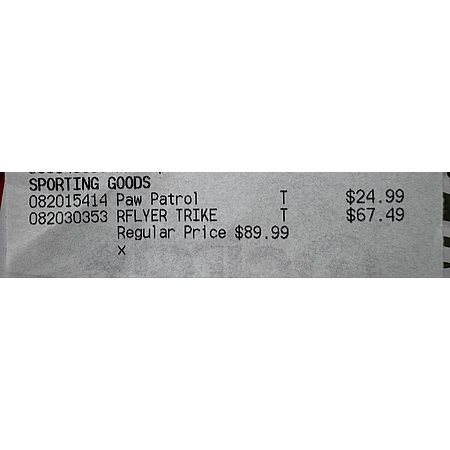 SPORTING GOODS
082015414 Paw Patrol T $24.99
082030353 RFLYER TRIKE T $67.49
Regular Price $89.99
x